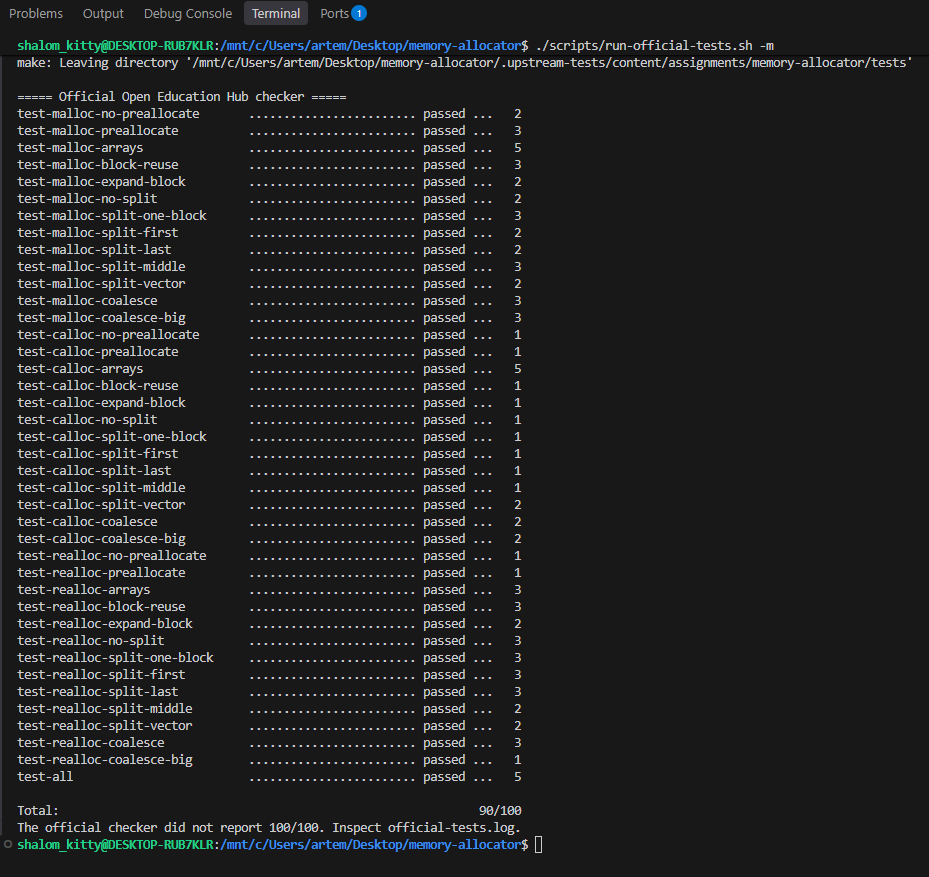 Problems Output Debug Console Terminal Ports 1
shalom_kitty@DESKTOP-RUB7KLR:/mnt/c/Users/artem/Desktop/memory-allocator$ ./scripts/run-official-tests.sh -m
make: Leaving directory '/mnt/c/Users/artem/Desktop/memory-allocator/.upstream-tests/content/assignments/memory-allocator/tests'
===== Official Open Education Hub checker =====
test-malloc-no-preallocate ........................ passed ... 2
test-malloc-preallocate ........................ passed ... 3
test-malloc-arrays ........................ passed ... 5
test-malloc-block-reuse ........................ passed ... 3
test-malloc-expand-block ........................ passed ... 2
test-malloc-no-split ........................ passed ... 2
test-malloc-split-one-block ........................ passed ... 3
test-malloc-split-first ........................ passed ... 2
test-malloc-split-last ........................ passed ... 2
test-malloc-split-middle ........................ passed ... 3
test-malloc-split-vector ........................ passed ... 2
test-malloc-coalesce ........................ passed ... 3
test-malloc-coalesce-big ........................ passed ... 3
test-calloc-no-preallocate ........................ passed ... 1
test-calloc-preallocate ........................ passed ... 1
test-calloc-arrays ........................ passed ... 5
test-calloc-block-reuse ........................ passed ... 1
test-calloc-expand-block ........................ passed ... 1
test-calloc-no-split ........................ passed ... 1
test-calloc-split-one-block ........................ passed ... 1
test-calloc-split-first ........................ passed ... 1
test-calloc-split-last ........................ passed ... 1
test-calloc-split-middle ........................ passed ... 1
test-calloc-split-vector ........................ passed ... 2
test-calloc-coalesce ........................ passed ... 2
test-calloc-coalesce-big ........................ passed ... 2
test-realloc-no-preallocate ........................ passed ... 1
test-realloc-preallocate ........................ passed ... 1
test-realloc-arrays ........................ passed ... 3
test-realloc-block-reuse ........................ passed ... 3
test-realloc-expand-block ........................ passed ... 2
test-realloc-no-split ........................ passed ... 3
test-realloc-split-one-block ........................ passed ... 3
test-realloc-split-first ........................ passed ... 3
test-realloc-split-last ........................ passed ... 3
test-realloc-split-middle ........................ passed ... 2
test-realloc-split-vector ........................ passed ... 2
test-realloc-coalesce ........................ passed ... 3
test-realloc-coalesce-big ........................ passed ... 1
test-all ........................ passed ... 5
Total: 90/100
The official checker did not report 100/100. Inspect official-tests.log.
shalom_kitty@DESKTOP-RUB7KLR:/mnt/c/Users/artem/Desktop/memory-allocator$